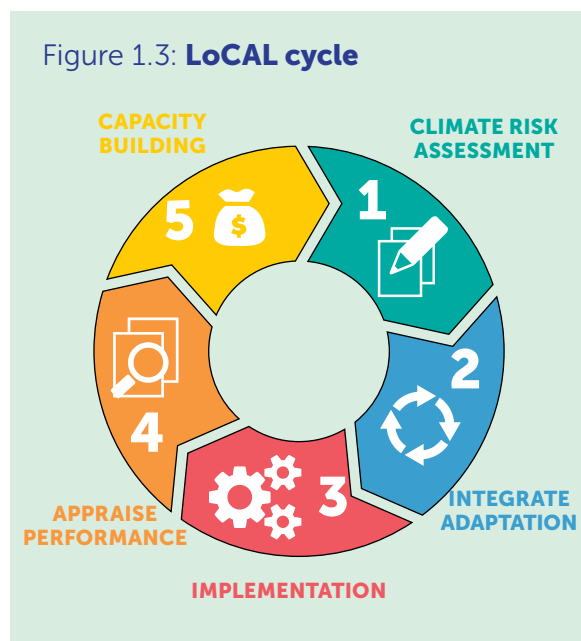 Figure 1.3: LoCAL cycle
CAPACITY
BUILDING
CLIMATE RISK
ASSESSMENT
5
$
1
2
4
3
INTEGRATE
ADAPTATION
APPRAISE
PERFORMANCE
IMPLEMENTATION